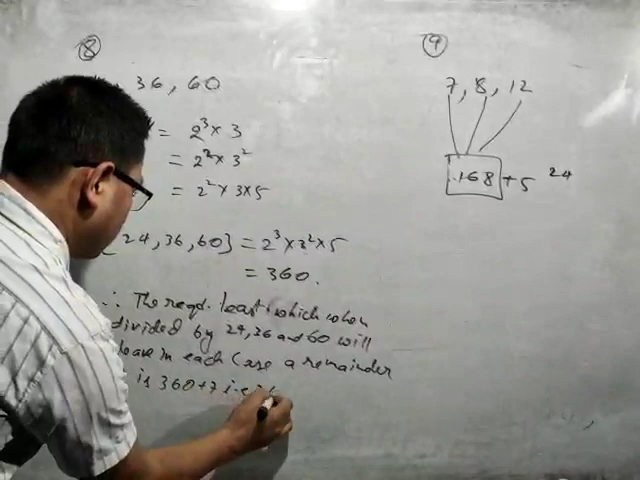 8
36, 60
= 2³ × 3
= 2² × 3²
= 2² × 3 × 5
24, 36, 60} = 2³ × 3² × 5
= 360.
∴ The reqd. least which when
divided by 24, 36 and 60 will
leave in each case a remainder
is 360+7 i.e.
9
7, 8, 12
168 + 5 24